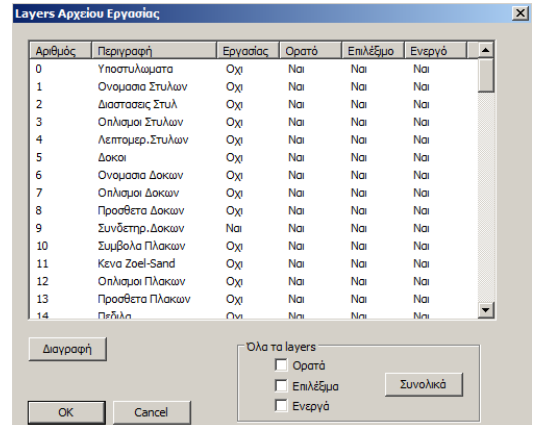 Layers Αρχείου Εργασίας
Αριθμός Περιγραφή Εργασίας Ορατό Επιλέξιμο Ενεργό
0 Υποστυλωματα Οχι Ναι Ναι Ναι
1 Ονομασια Στυλων Οχι Ναι Ναι Ναι
2 Διαστασεις Στυλ Οχι Ναι Ναι Ναι
3 Οπλισμοι Στυλων Οχι Ναι Ναι Ναι
4 Λεπτομερ.Στυλων Οχι Ναι Ναι Ναι
5 Δοκοι Οχι Ναι Ναι Ναι
6 Ονομασια Δοκων Οχι Ναι Ναι Ναι
7 Οπλισμοι Δοκων Οχι Ναι Ναι Ναι
8 Προσθετα Δοκων Οχι Ναι Ναι Ναι
9 Συνδετηρ.Δοκων Ναι Ναι Ναι Ναι
10 Συμβολα Πλακων Οχι Ναι Ναι Ναι
11 Κενα Zoel-Sand Οχι Ναι Ναι Ναι
12 Οπλισμοι Πλακων Οχι Ναι Ναι Ναι
13 Προσθετα Πλακων Οχι Ναι Ναι Ναι
14 Πεδιλα Οχι Ναι Ναι Ναι
Διαγραφή
Όλα τα layers
Ορατά
Επιλέξιμα
Συνολικά
Ενεργά
OK Cancel